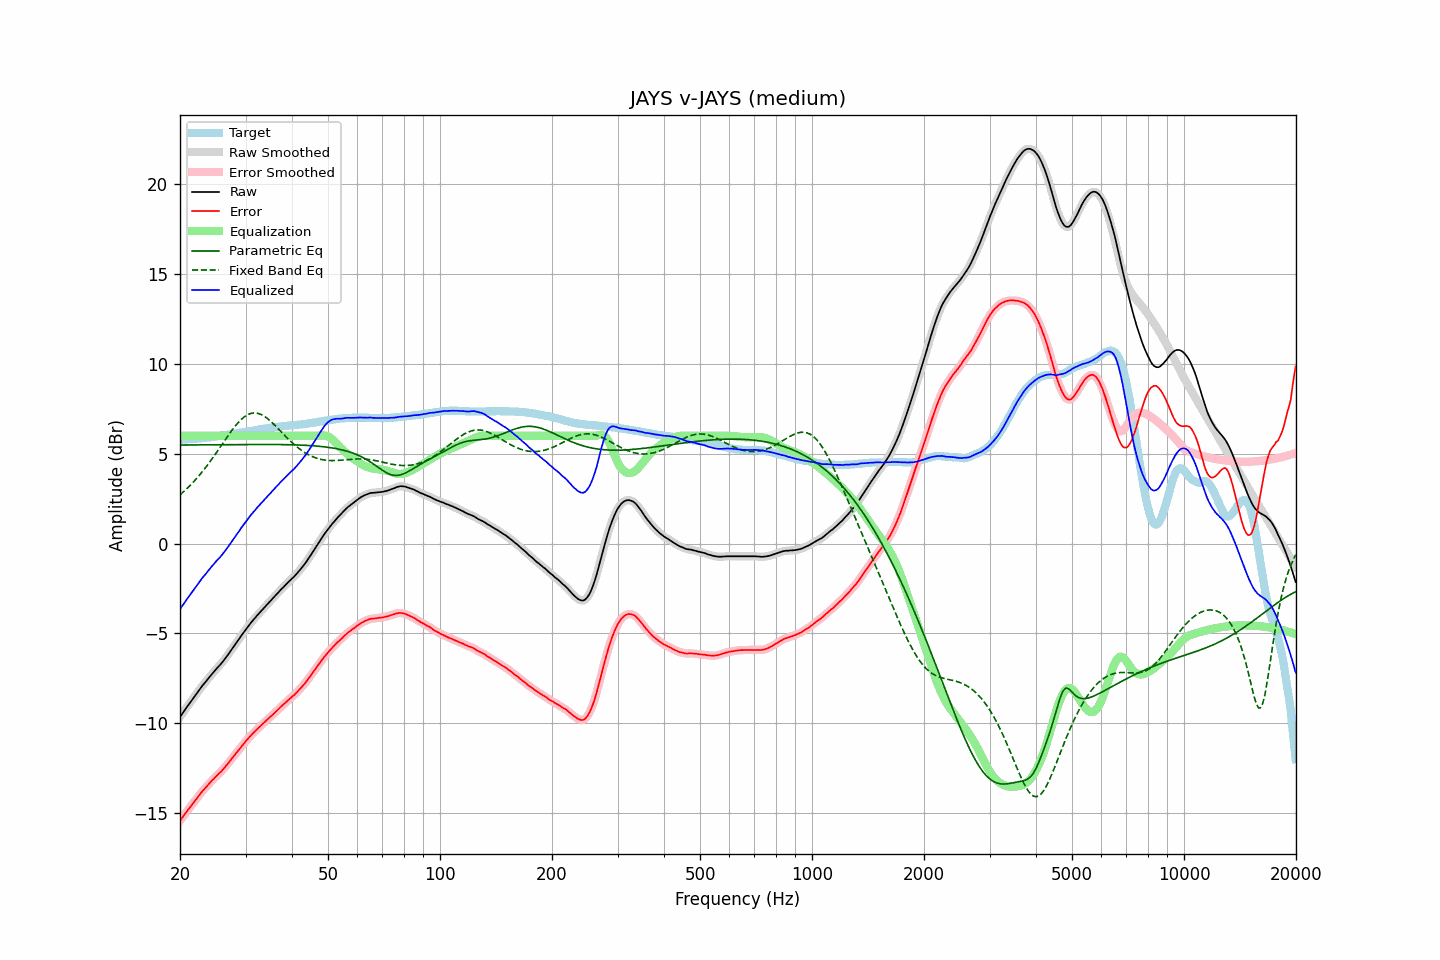 JAYS v-JAYS (medium)
Target
Raw Smoothed
Error Smoothed
Raw
Error
Equalization
Parametric Eq
Fixed Band Eq
Equalized
20
15
10
5
0
−5
−10
−15
Amplitude (dBr)
20 50 100 200 500 1000 2000 5000 10000 20000
Frequency (Hz)